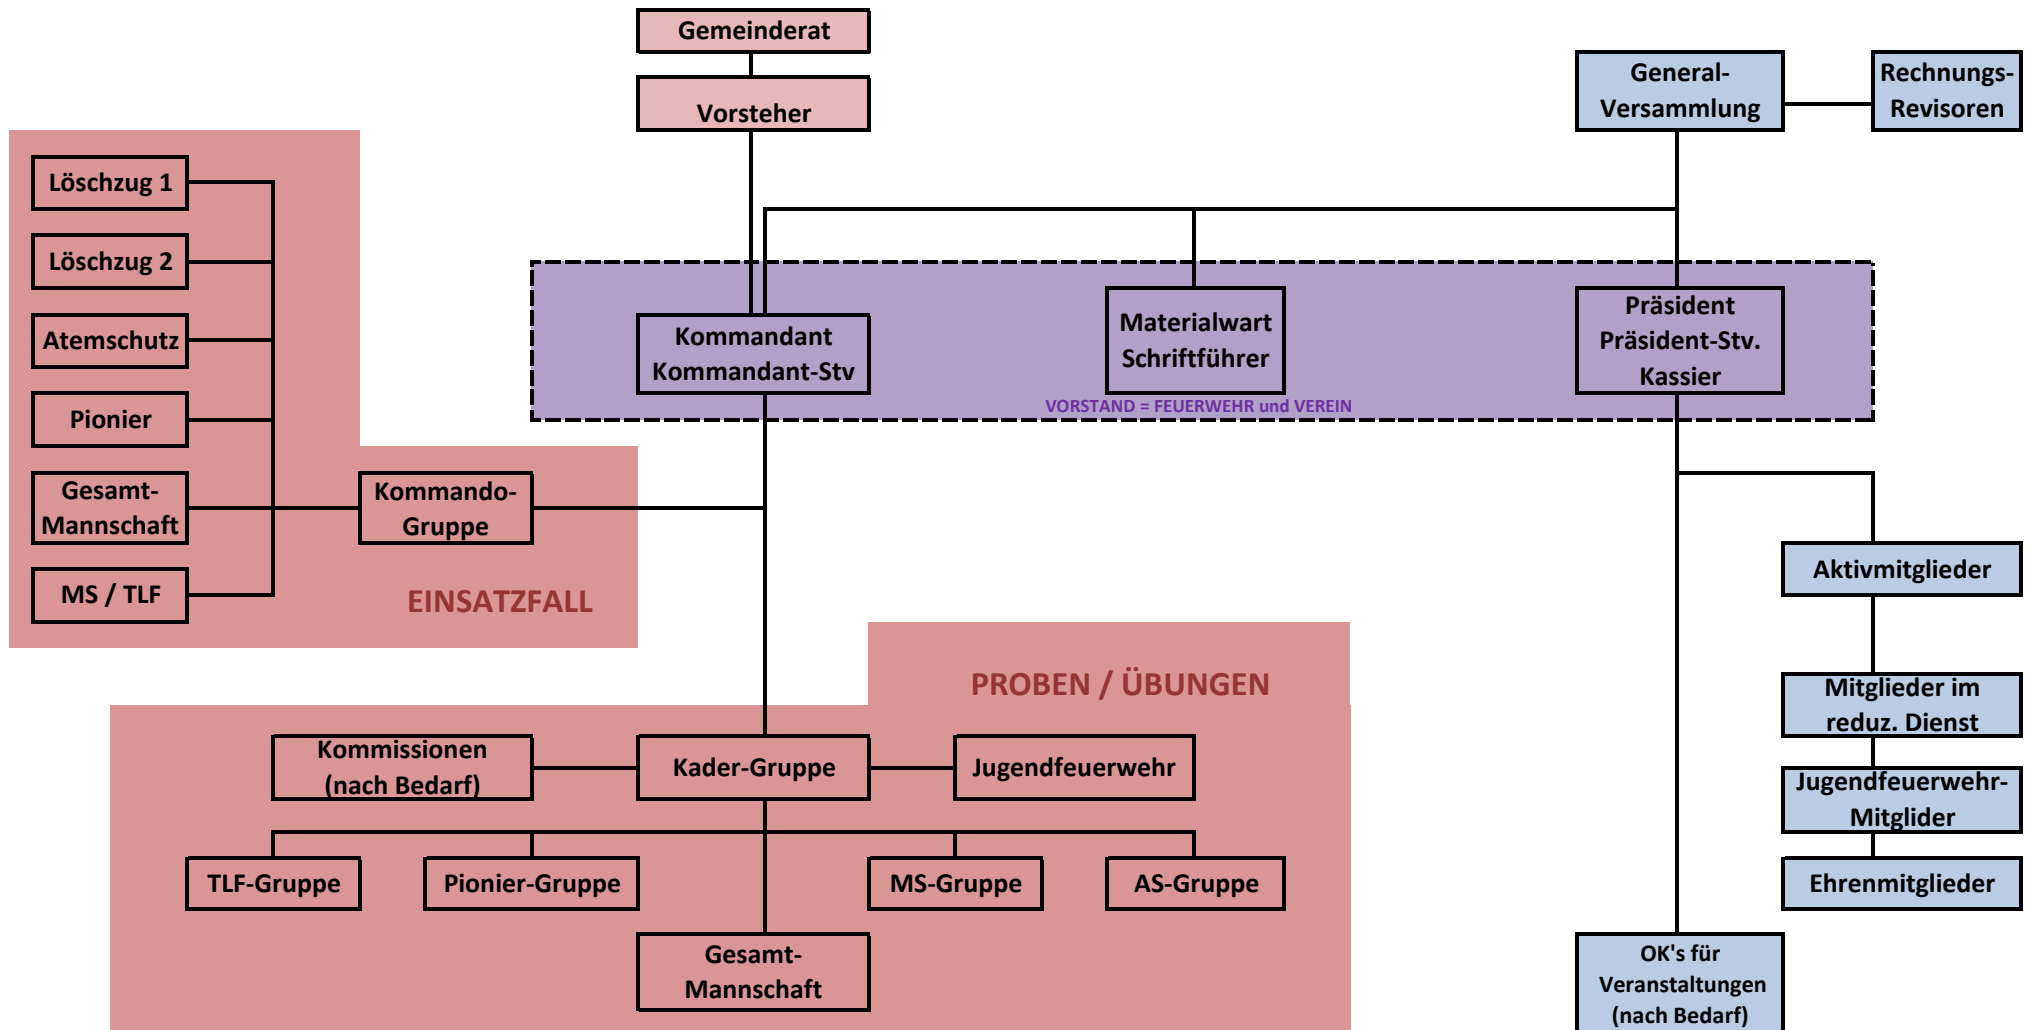 Gemeinderat
Vorsteher
General-
Versammlung
Rechnungs-
Revisoren
Löschzug 1
Löschzug 2
Atemschutz
Pionier
Gesamt-
Mannschaft
MS / TLF
Kommando-
Gruppe
EINSATZFALL
Kommandant
Kommandant-Stv
Materialwart
Schriftführer
Präsident
Präsident-Stv.
Kassier
VORSTAND = FEUERWEHR und VEREIN
PROBEN / ÜBUNGEN
Kommissionen
(nach Bedarf)
Kader-Gruppe
Jugendfeuerwehr
TLF-Gruppe
Pionier-Gruppe
MS-Gruppe
AS-Gruppe
Gesamt-
Mannschaft
Aktivmitglieder
Mitglieder im
reduz. Dienst
Jugendfeuerwehr-
Mitglider
Ehrenmitglieder
OK's für
Veranstaltungen
(nach Bedarf)